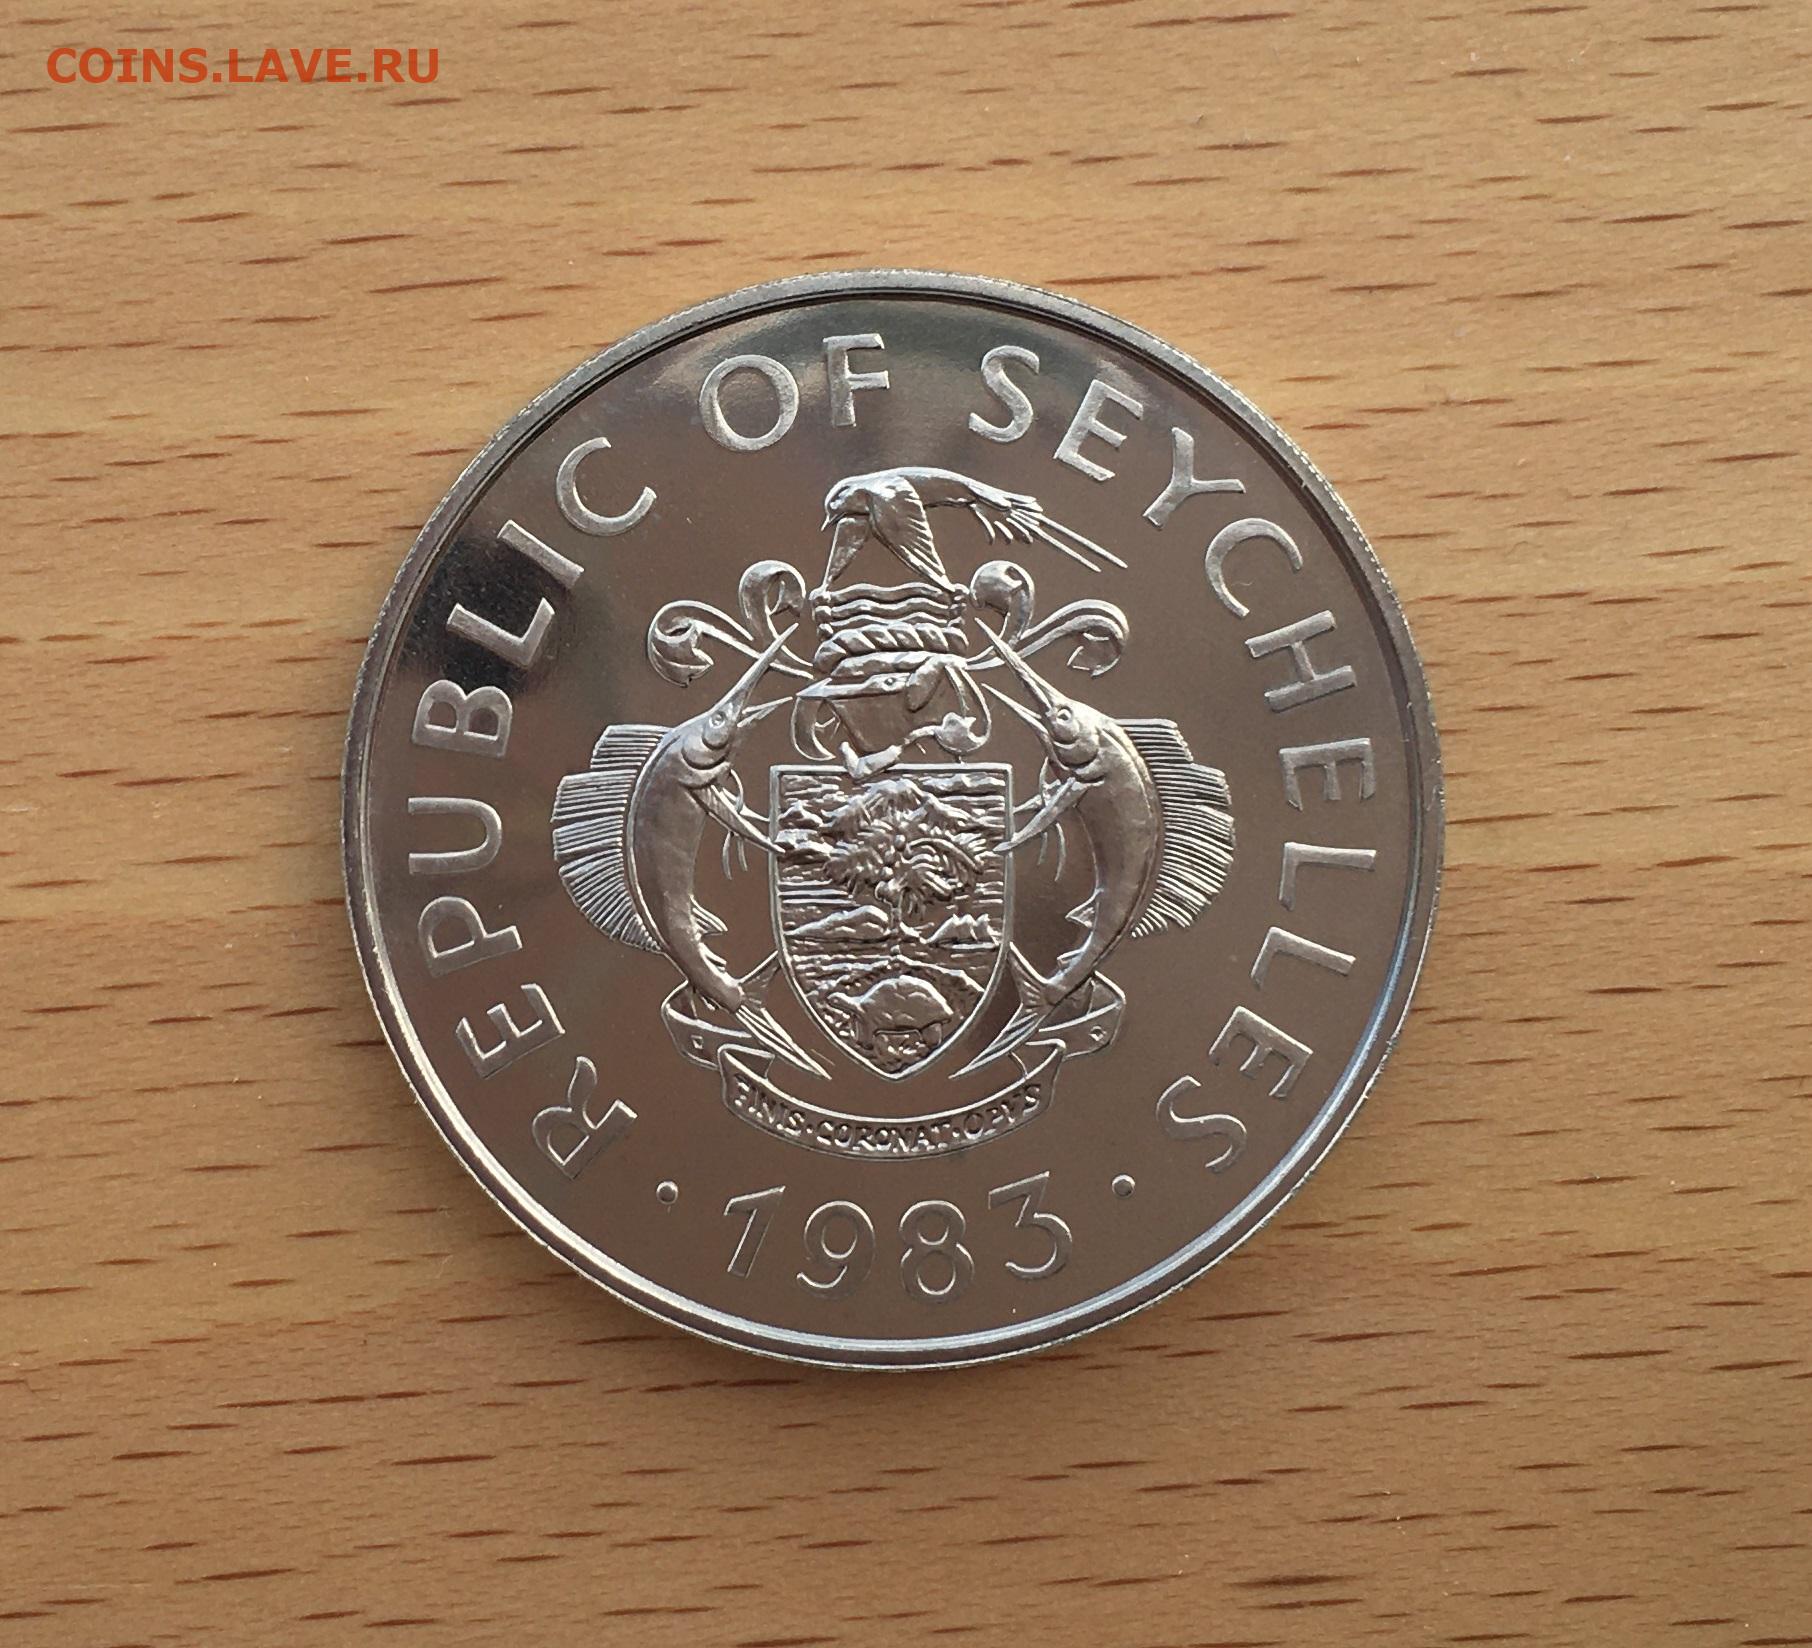 COINS.LAVE.RU
REPUBLIC OF SEYCHELLES
FINIS·CORONAT·OPVS
· 1983 ·